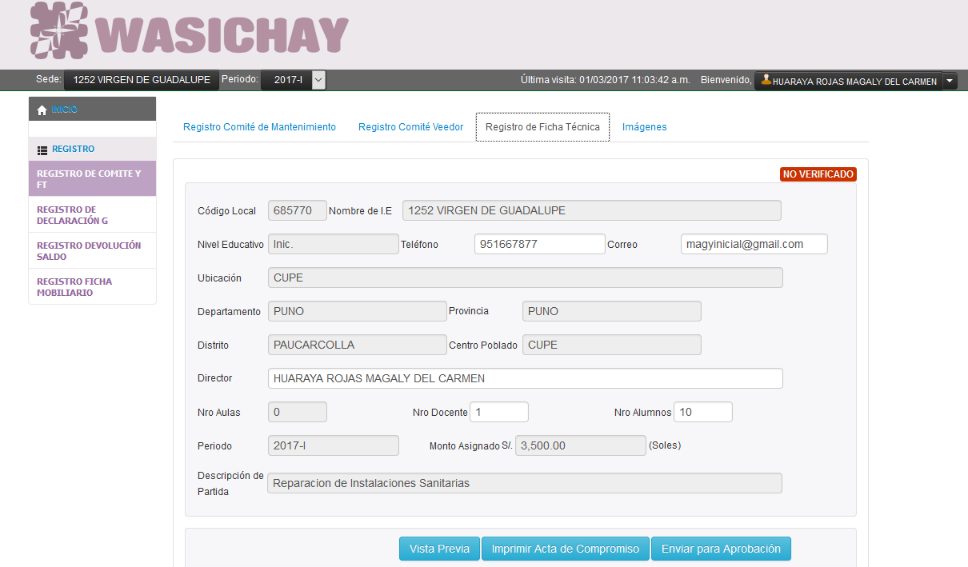 WASICHAY
Sede: 1252 VIRGEN DE GUADALUPE Periodo: 2017-I Última visita: 01/03/2017 11:03:42 a.m. Bienvenido, HUARAYA ROJAS MAGALY DEL CARMEN
INICIO
REGISTRO
REGISTRO DE COMITE Y
FT
REGISTRO DE
DECLARACIÓN G
REGISTRO DEVOLUCIÓN
SALDO
REGISTRO FICHA
MOBILIARIO
Registro Comité de Mantenimiento Registro Comité Veedor Registro de Ficha Técnica Imágenes
NO VERIFICADO
Código Local 685770 Nombre de I.E 1252 VIRGEN DE GUADALUPE
Nivel Educativo Inic. Teléfono 951667877 Correo magyinicial@gmail.com
Ubicación CUPE
Departamento PUNO Provincia PUNO
Distrito PAUCARCOLLA Centro Poblado CUPE
Director HUARAYA ROJAS MAGALY DEL CARMEN
Nro Aulas 0 Nro Docente 1 Nro Alumnos 10
Periodo 2017-I Monto Asignado S/. 3,500.00 (Soles)
Descripción de
Partida Reparacion de Instalaciones Sanitarias
Vista Previa Imprimir Acta de Compromiso Enviar para Aprobación